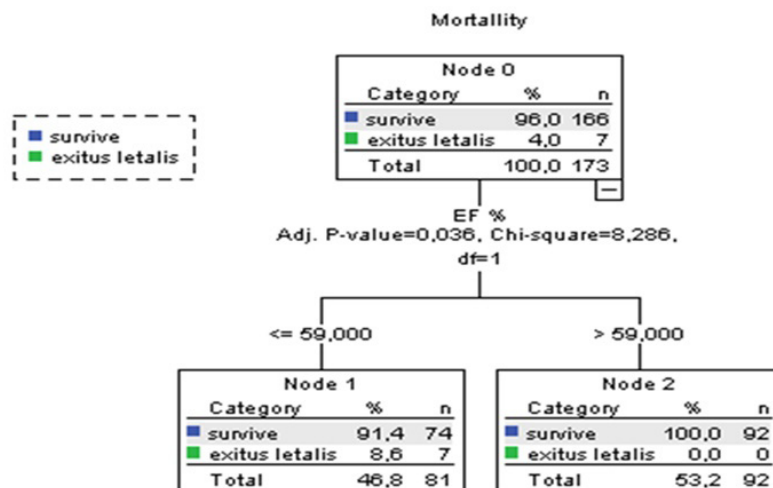 Mortallity
Node 0
Category % n
survive 96,0 166
exitus letalis 4,0 7
Total 100,0 173
survive
exitus letalis
EF %
Adj. P-value=0,036, Chi-square=8,286,
df=1
<= 59,000
> 59,000
Node 1
Category % n
survive 91,4 74
exitus letalis 8,6 7
Total 46,8 81
Node 2
Category % n
survive 100,0 92
exitus letalis 0,0 0
Total 53,2 92